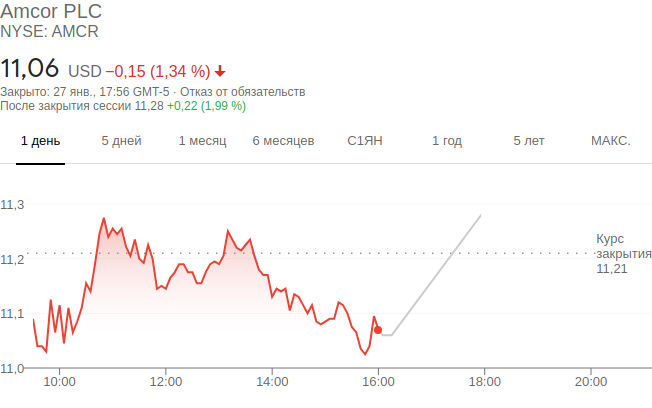 Amcor PLC
NYSE: AMCR
11,06 USD −0,15 (1,34 %)
Закрыто: 27 янв., 17:56 GMT-5 · Отказ от обязательств
После закрытия сессии 11,28 +0,22 (1,99 %)
1 день 5 дней 1 месяц 6 месяцев С1ЯН 1 год 5 лет МАКС.
11,3
Курс
закрытия
11,2
11,21
11,1
11,0
10:00 12:00 14:00 16:00 18:00 20:00